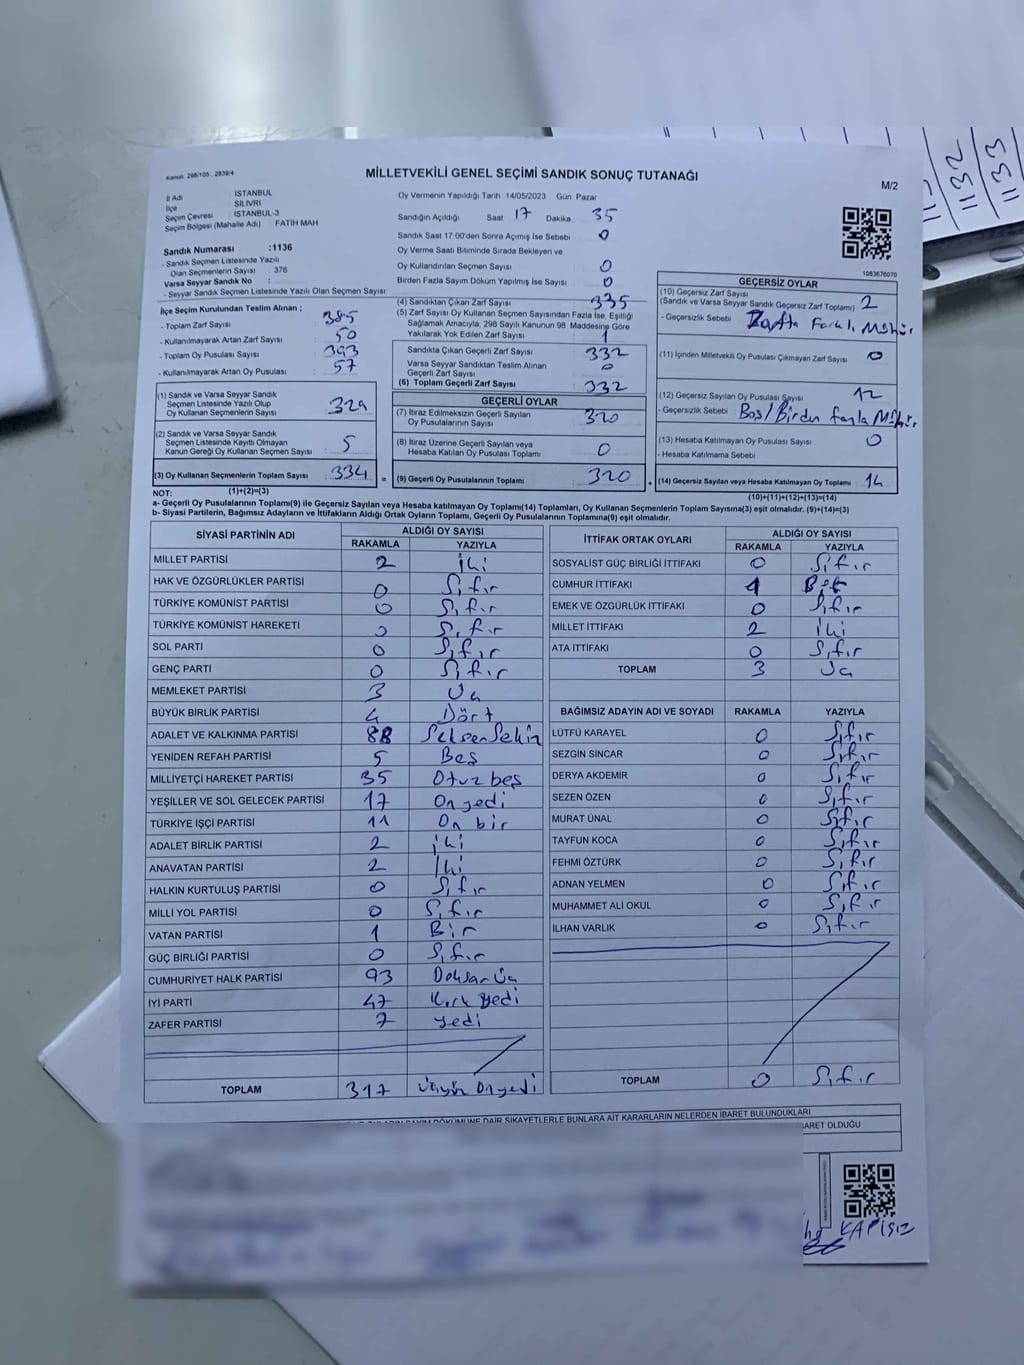 Kanun: 298/105 , 2839/4
MİLLETVEKİLİ GENEL SEÇİMİ SANDIK SONUÇ TUTANAĞI
M/2
İl Adı : İSTANBUL
İlçe : SİLİVRİ
Seçim Çevresi : İSTANBUL-3
Seçim Bölgesi (Mahalle Adı) : FATİH MAH
Sandık Numarası :1136
- Sandık Seçmen Listesinde Yazılı
Olan Seçmenlerin Sayısı : 376
Varsa Seyyar Sandık No :
- Seyyar Sandık Seçmen Listesinde Yazılı Olan Seçmen Sayısı:
Oy Vermenin Yapıldığı Tarih :14/05/2023 Gün Pazar
Sandığın Açıldığı Saat 17 Dakika : 35
Sandık Saat 17.00'den Sonra Açılmış İse Sebebi : 0
Oy Verme Saati Bitiminde Sırada Bekleyen ve
Oy Kullandırılan Seçmen Sayısı : 0
Birden Fazla Sayım Döküm Yapılmış İse Sayısı : 0
1083676070
İlçe Seçim Kurulundan Teslim Alınan ;
- Toplam Zarf Sayısı : 385
- Kullanılmayarak Artan Zarf Sayısı : 50
- Toplam Oy Pusulası Sayısı : 393
- Kullanılmayarak Artan Oy Pusulası : 57
(4) Sandıktan Çıkan Zarf Sayısı : 335
(5) Zarf Sayısı Oy Kullanan Seçmen Sayısından Fazla İse, Eşitliği
Sağlamak Amacıyla, 298 Sayılı Kanunun 98. Maddesine Göre
Yakılarak Yok Edilen Zarf Sayısı : 1
Sandıkta Çıkan Geçerli Zarf Sayısı : 332
Varsa Seyyar Sandıktan Teslim Alınan
Geçerli Zarf Sayısı : 0
(6) Toplam Geçerli Zarf Sayısı : 332
GEÇERSİZ OYLAR
(10) Geçersiz Zarf Sayısı
(Sandık ve Varsa Seyyar Sandık Geçersiz Zarf Toplamı) : 2
- Geçersizlik Sebebi : Zarfta Farklı Mühür
(11) İçinden Milletvekili Oy Pusulası Çıkmayan Zarf Sayısı : 0
(12) Geçersiz Sayılan Oy Pusulası Sayısı : 12
- Geçersizlik Sebebi : Boş/Birden fazla Mühür
(13) Hesaba Katılmayan Oy Pusulası Sayısı : 0
- Hesaba Katılmama Sebebi
(14) Geçersiz Sayılan veya Hesaba Katılmayan Oy Toplamı : 14
(1) Sandık ve Varsa Seyyar Sandık
Seçmen Listesinde Yazılı Olup
Oy Kullanan Seçmenlerin Sayısı : 329
(2) Sandık ve Varsa Seyyar Sandık
Seçmen Listesinde Kayıtlı Olmayan
Kanun Gereği Oy Kullanan Seçmen Sayısı : 5
(3) Oy Kullanan Seçmenlerin Toplam Sayısı : 334
GEÇERLİ OYLAR
(7) İtiraz Edilmeksizin Geçerli Sayılan
Oy Pusulalarının Sayısı : 320
(8) İtiraz Üzerine Geçerli Sayılan veya
Hesaba Katılan Oy Pusulası Toplamı : 0
(9) Geçerli Oy Pusulalarının Toplamı : 320
NOT: (1)+(2)=(3)
(10)+(11)+(12)+(13)=(14)
a- Geçerli Oy Pusulalarının Toplamı(9) ile Geçersiz Sayılan veya Hesaba katılmayan Oy Toplamı(14) Toplamları, Oy Kullanan Seçmenlerin Toplam Sayısına(3) eşit olmalıdır. (9)+(14)=(3)
b- Siyasi Partilerin, Bağımsız Adayların ve İttifakların Aldığı Ortak Oyların Toplamı, Geçerli Oy Pusulalarının Toplamına(9) eşit olmalıdır.
SİYASİ PARTİNİN ADI ALDIĞI OY SAYISI
RAKAMLA YAZIYLA
MİLLET PARTİSİ 2 İki
HAK VE ÖZGÜRLÜKLER PARTİSİ 0 Sıfır
TÜRKİYE KOMÜNİST PARTİSİ 0 Sıfır
TÜRKİYE KOMÜNİST HAREKETİ 0 Sıfır
SOL PARTİ 0 Sıfır
GENÇ PARTİ 0 Sıfır
MEMLEKET PARTİSİ 3 Üç
BÜYÜK BİRLİK PARTİSİ 4 Dört
ADALET VE KALKINMA PARTİSİ 88 SeksenSekiz
YENİDEN REFAH PARTİSİ 5 Beş
MİLLİYETÇİ HAREKET PARTİSİ 35 Otuz beş
YEŞİLLER VE SOL GELECEK PARTİSİ 17 On yedi
TÜRKİYE İŞÇİ PARTİSİ 11 On bir
ADALET BİRLİK PARTİSİ 2 İki
ANAVATAN PARTİSİ 2 İki
HALKIN KURTULUŞ PARTİSİ 0 Sıfır
MİLLİ YOL PARTİSİ 0 Sıfır
VATAN PARTİSİ 1 Bir
GÜÇ BİRLİĞİ PARTİSİ 0 Sıfır
CUMHURİYET HALK PARTİSİ 93 Doksan Üç
İYİ PARTİ 47 Kırk yedi
ZAFER PARTİSİ 7 Yedi
TOPLAM 317 Üçyüz Onyedi
İTTİFAK ORTAK OYLARI ALDIĞI OY SAYISI
RAKAMLA YAZIYLA
SOSYALİST GÜÇ BİRLİĞİ İTTİFAKI 0 Sıfır
CUMHUR İTTİFAKI 1 Bir
EMEK VE ÖZGÜRLÜK İTTİFAKI 0 Sıfır
MİLLET İTTİFAKI 2 İki
ATA İTTİFAKI 0 Sıfır
TOPLAM 3 Üç
BAĞIMSIZ ADAYIN ADI VE SOYADI RAKAMLA YAZIYLA
LÜTFÜ KARAYEL 0 Sıfır
SEZGİN SİNCAR 0 Sıfır
DERYA AKDEMİR 0 Sıfır
SEZEN ÖZEN 0 Sıfır
MURAT ÜNAL 0 Sıfır
TAYFUN KOCA 0 Sıfır
FEHMİ ÖZTÜRK 0 Sıfır
ADNAN YELMEN 0 Sıfır
MUHAMMET ALİ OKUL 0 Sıfır
İLHAN VARLIK 0 Sıfır
TOPLAM 0 Sıfır
DÖKÜMÜNE DAİR ŞİKAYETLERLE BUNLARA AİT KARARLARIN NELERDEN İBARET BULUNDUKLARI
İBARET OLDUĞU
KAPISIZ
1132
1133